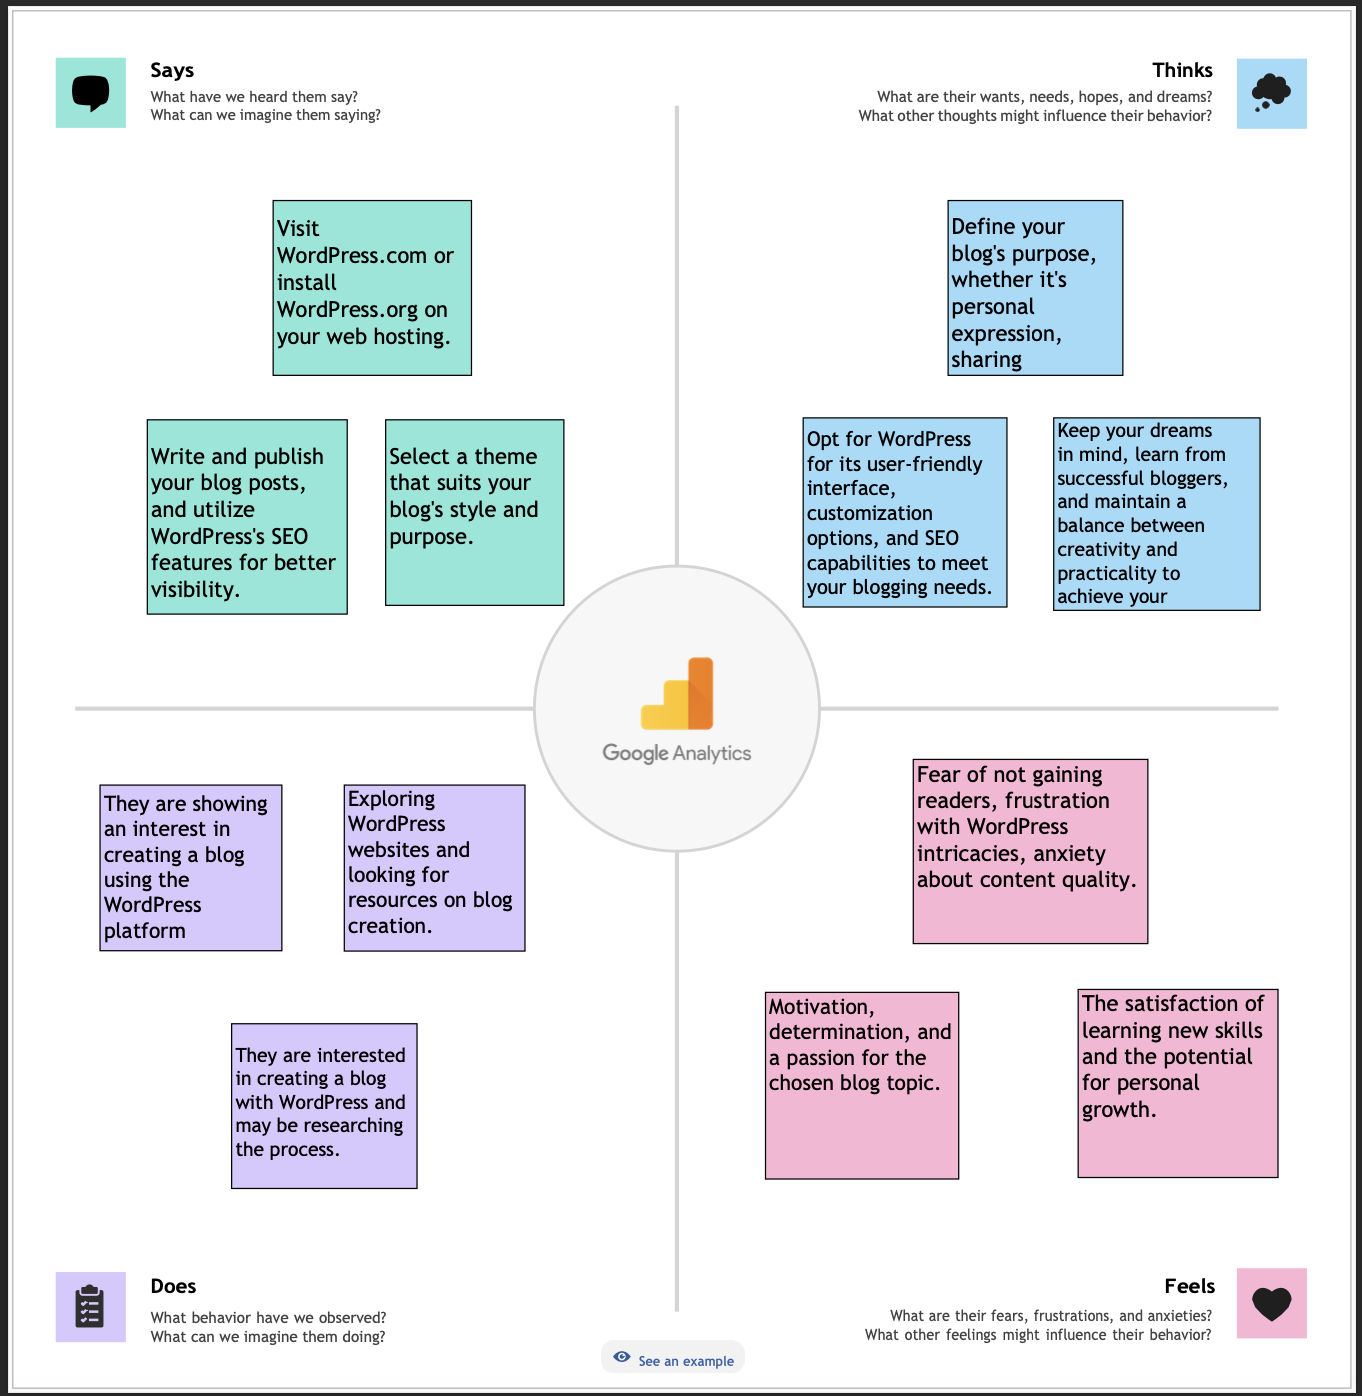 Says
What have we heard them say?
What can we imagine them saying?
Thinks
What are their wants, needs, hopes, and dreams?
What other thoughts might influence their behavior?
Visit
WordPress.com or
install
WordPress.org on
your web hosting.
Define your
blog's purpose,
whether it's
personal
expression,
sharing
Write and publish
your blog posts,
and utilize
WordPress's SEO
features for better
visibility.
Select a theme
that suits your
blog's style and
purpose.
Opt for WordPress
for its user-friendly
interface,
customization
options, and SEO
capabilities to meet
your blogging needs.
Keep your dreams
in mind, learn from
successful bloggers,
and maintain a
balance between
creativity and
practicality to
achieve your
Google Analytics
They are showing
an interest in
creating a blog
using the
WordPress
platform
Exploring
WordPress
websites and
looking for
resources on blog
creation.
They are interested
in creating a blog
with WordPress and
may be researching
the process.
Fear of not gaining
readers, frustration
with WordPress
intricacies, anxiety
about content quality.
Motivation,
determination, and
a passion for the
chosen blog topic.
The satisfaction of
learning new skills
and the potential
for personal
growth.
Does
What behavior have we observed?
What can we imagine them doing?
Feels
What are their fears, frustrations, and anxieties?
What other feelings might influence their behavior?
See an example